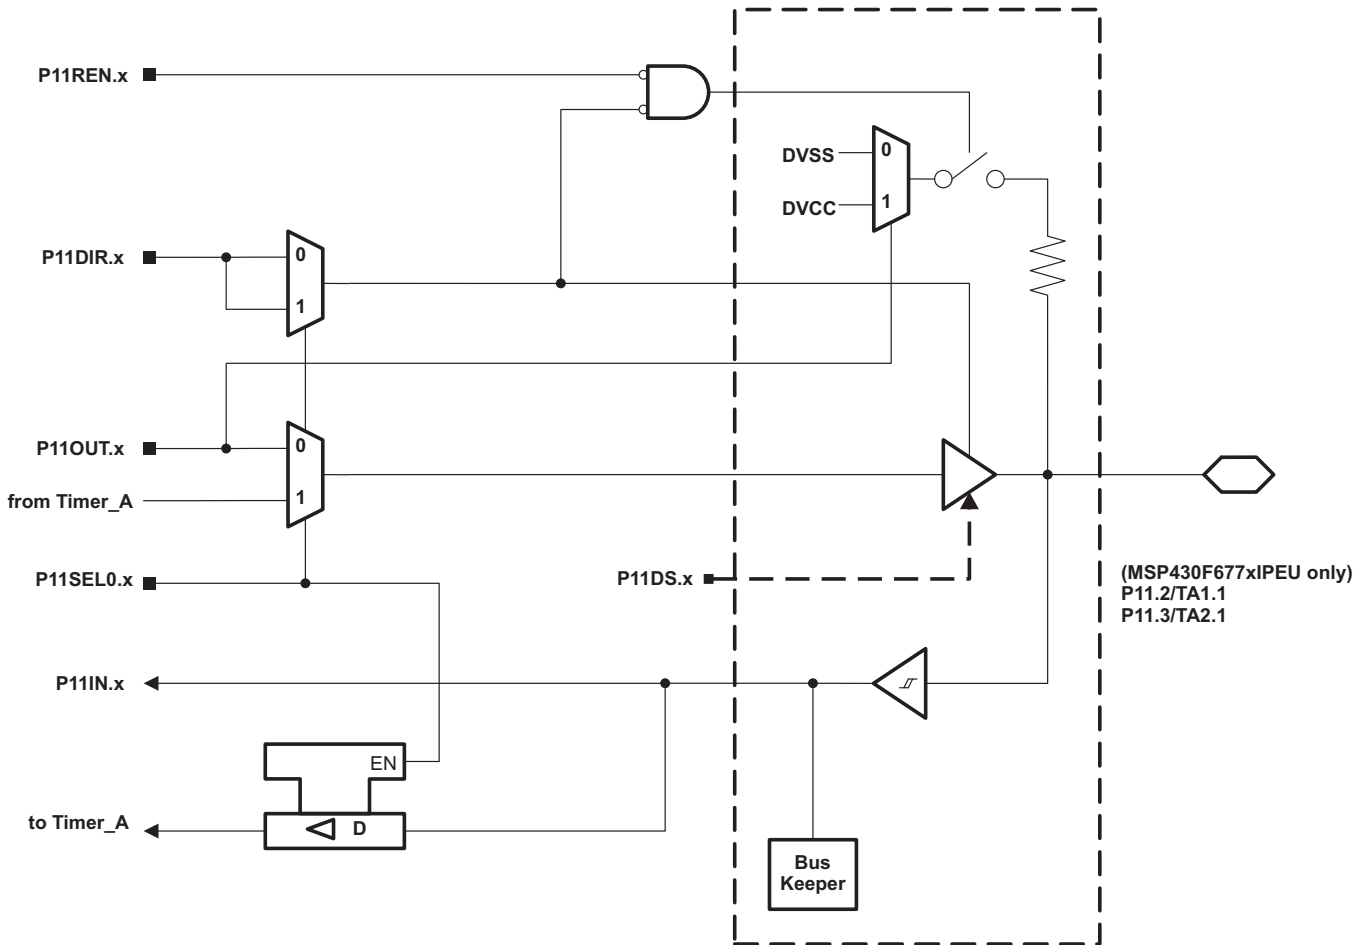 P11REN.x
DVSS
0
DVCC
1
P11DIR.x
0
1
P11OUT.x
0
from Timer_A
1
P11SEL0.x
P11DS.x
(MSP430F677xIPEU only)
P11.2/TA1.1
P11.3/TA2.1
P11IN.x
EN
to Timer_A
D
Bus
Keeper